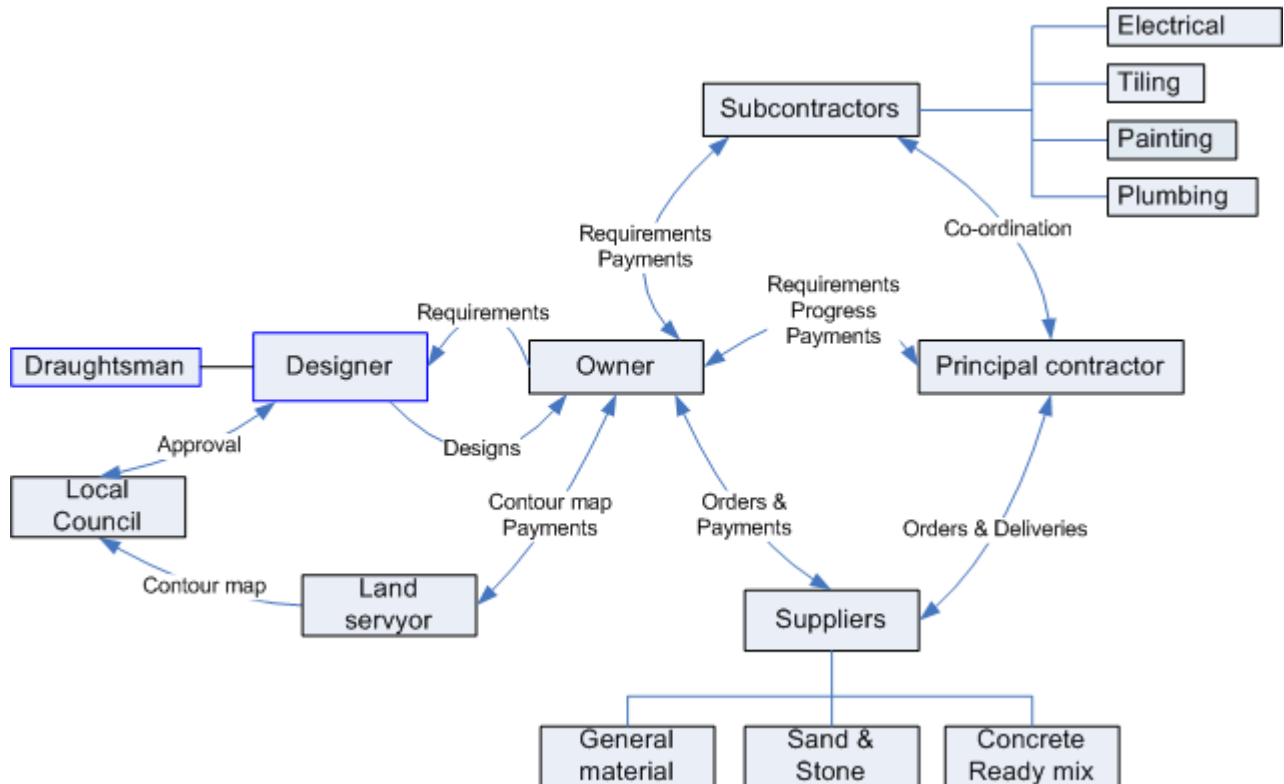 Electrical
Subcontractors
Tiling
Painting
Plumbing
Requirements
Payments
Co-ordination
Requirements
Progress
Payments
Requirements
Draughtsman
Designer
Owner
Principal contractor
Approval
Designs
Local
Council
Contour map
Payments
Orders &
Payments
Orders & Deliveries
Contour map
Land
servyor
Suppliers
General
material
Sand &
Stone
Concrete
Ready mix